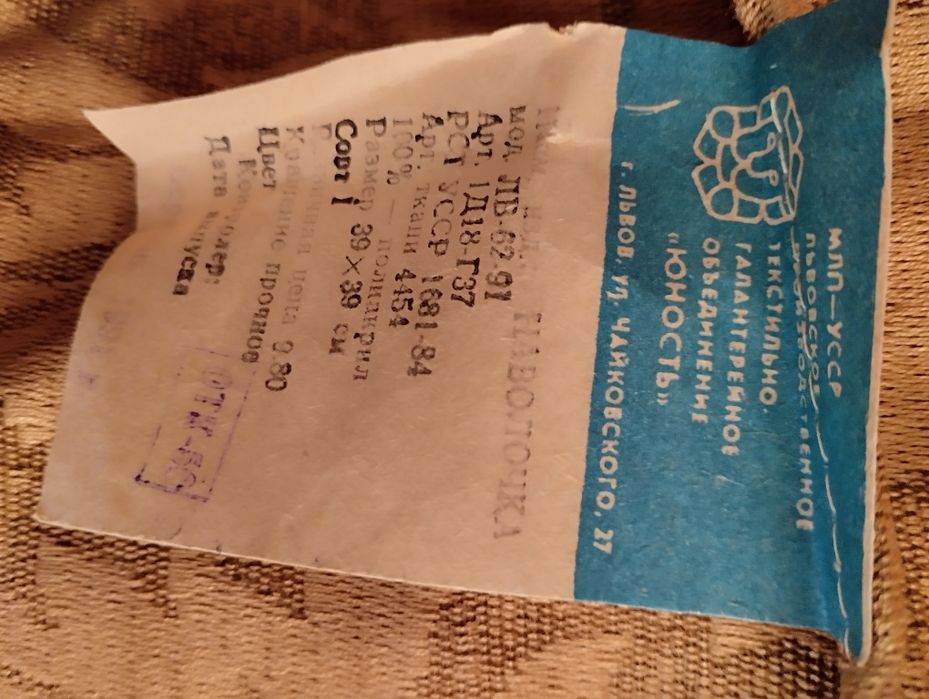 МЛП—УССР
ЛЬВОВСКОЕ
ПРОИЗВОДСТВЕННОЕ
ТЕКСТИЛЬНО-
ГАЛАНТЕРЕЙНОЕ
ОБЪЕДИНЕНИЕ
«ЮНОСТЬ»
г. ЛЬВОВ, УЛ. ЧАЙКОВСКОГО, 27
НАВОЛОЧКА
мод. ЛВ-62-91
Арт. 1Д18-Г37
РСТ УССР 1681-84
Арт. ткани 4454
100% — полиакрил
Размер 39×39 см
Сорт I
цена 9.80
Крашение прочное
Цвет
Контролер:
Дата выпуска
ОТК-50